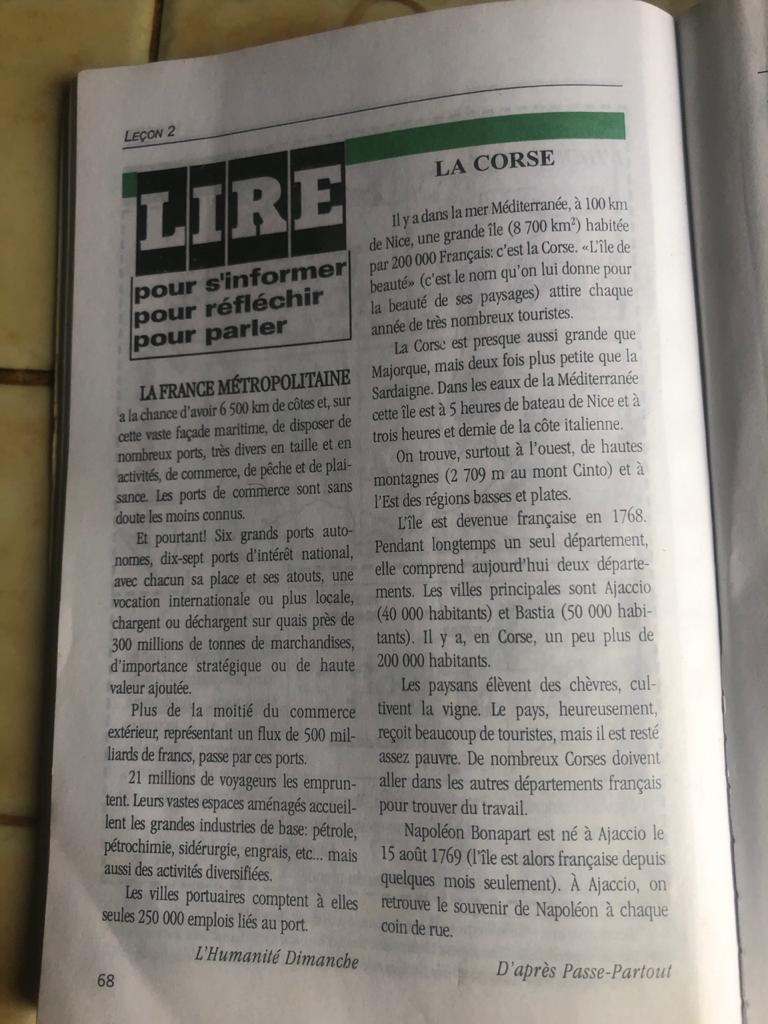 LEÇON 2
LIRE
pour s'informer
pour réfléchir
pour parler
LA FRANCE MÉTROPOLITAINE
a la chance d'avoir 6 500 km de côtes et, sur
cette vaste façade maritime, de disposer de
nombreux ports, très divers en taille et en
activités, de commerce, de pêche et de plai-
sance. Les ports de commerce sont sans
doute les moins connus.
Et pourtant! Six grands ports auto-
nomes, dix-sept ports d'intérêt national,
avec chacun sa place et ses atouts, une
vocation internationale ou plus locale,
chargent ou déchargent sur quais près de
300 millions de tonnes de marchandises,
d'importance stratégique ou de haute
valeur ajoutée.
Plus de la moitié du commerce
extérieur, représentant un flux de 500 mil-
liards de francs, passe par ces ports.
21 millions de voyageurs les emprun-
tent. Leurs vastes espaces aménagés accueil-
lent les grandes industries de base: pétrole,
pétrochimie, sidérurgie, engrais, etc... mais
aussi des activités diversifiées.
Les villes portuaires comptent à elles
seules 250 000 emplois liés au port.
L'Humanité Dimanche
68
LA CORSE
Il y a dans la mer Méditerranée, à 100 km
de Nice, une grande île (8 700 km²) habitée
par 200 000 Français: c'est la Corse. «L'île de
beauté» (c'est le nom qu'on lui donne pour
la beauté de ses paysages) attire chaque
année de très nombreux touristes.
La Corse est presque aussi grande que
Majorque, mais deux fois plus petite que la
Sardaigne. Dans les eaux de la Méditerranée
cette île est à 5 heures de bateau de Nice et à
trois heures et demie de la côte italienne.
On trouve, surtout à l'ouest, de hautes
montagnes (2 709 m au mont Cinto) et à
l'Est des régions basses et plates.
L'île est devenue française en 1768.
Pendant longtemps un seul département,
elle comprend aujourd'hui deux départe-
ments. Les villes principales sont Ajaccio
(40 000 habitants) et Bastia (50 000 habi-
tants). Il y a, en Corse, un peu plus de
200 000 habitants.
Les paysans élèvent des chèvres, cul-
tivent la vigne. Le pays, heureusement,
reçoit beaucoup de touristes, mais il est resté
assez pauvre. De nombreux Corses doivent
aller dans les autres départements français
pour trouver du travail.
Napoléon Bonapart est né à Ajaccio le
15 août 1769 (l'île est alors française depuis
quelques mois seulement). À Ajaccio, on
retrouve le souvenir de Napoléon à chaque
coin de rue.
D'après Passe-Partout